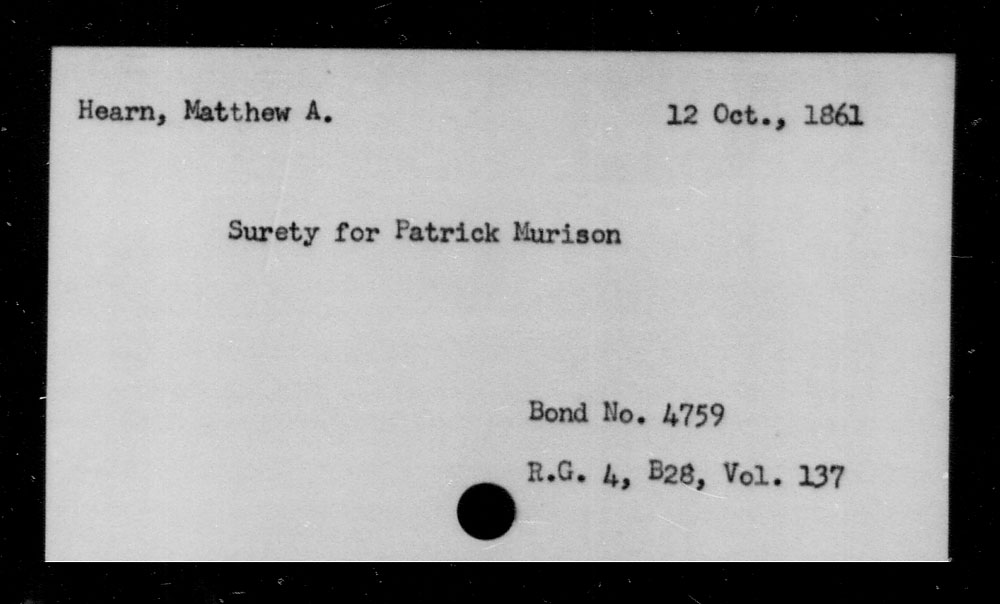 Hearn, Matthew A. 12 Oct., 1861
Surety for Patrick Murison
Bond No. 4759
R.G. 4, B28, Vol. 137